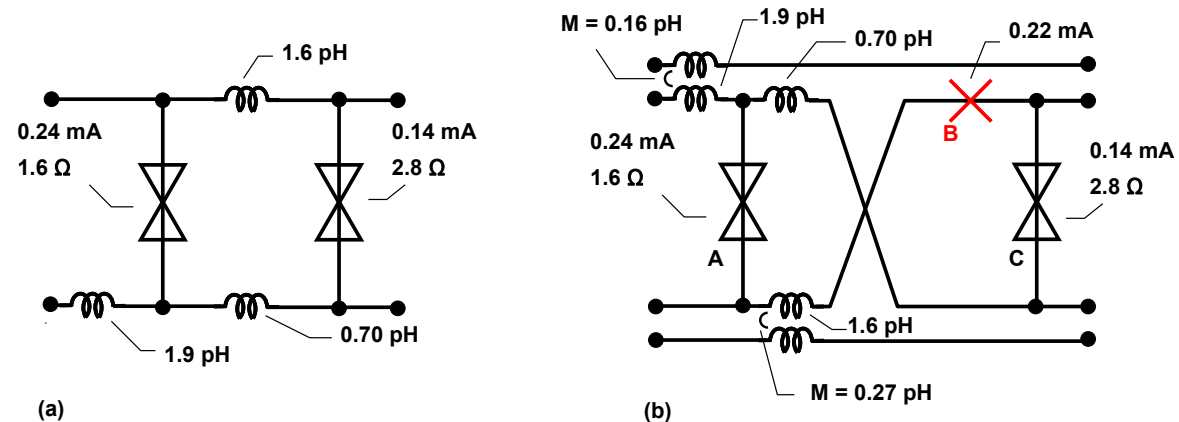 1.6 pH
0.24 mA
1.6 Ω
0.14 mA
2.8 Ω
1.9 pH
0.70 pH
(a)
M = 0.16 pH
1.9 pH
0.70 pH
0.22 mA
B
0.24 mA
1.6 Ω
0.14 mA
2.8 Ω
A
C
1.6 pH
M = 0.27 pH
(b)